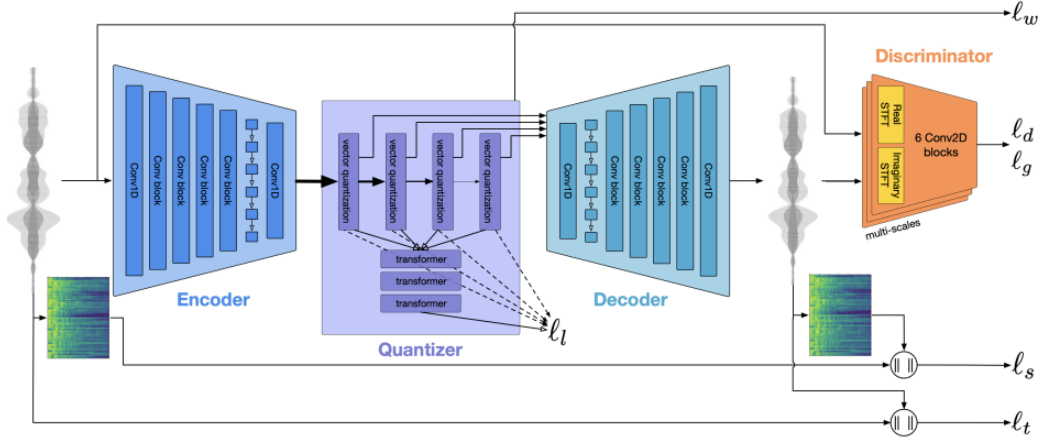 ℓw
Discriminator
Real
STFT
Imaginary
STFT
6 Conv2D
blocks
multi-scales
ℓd
ℓg
Conv1D
Conv block
Conv block
Conv block
Conv block
Conv1D
Encoder
vector quantization
vector quantization
vector quantization
vector quantization
transformer
transformer
transformer
Quantizer
ℓl
Conv1D
Conv block
Conv block
Conv block
Conv block
Conv1D
Decoder
| |
ℓs
| |
ℓt